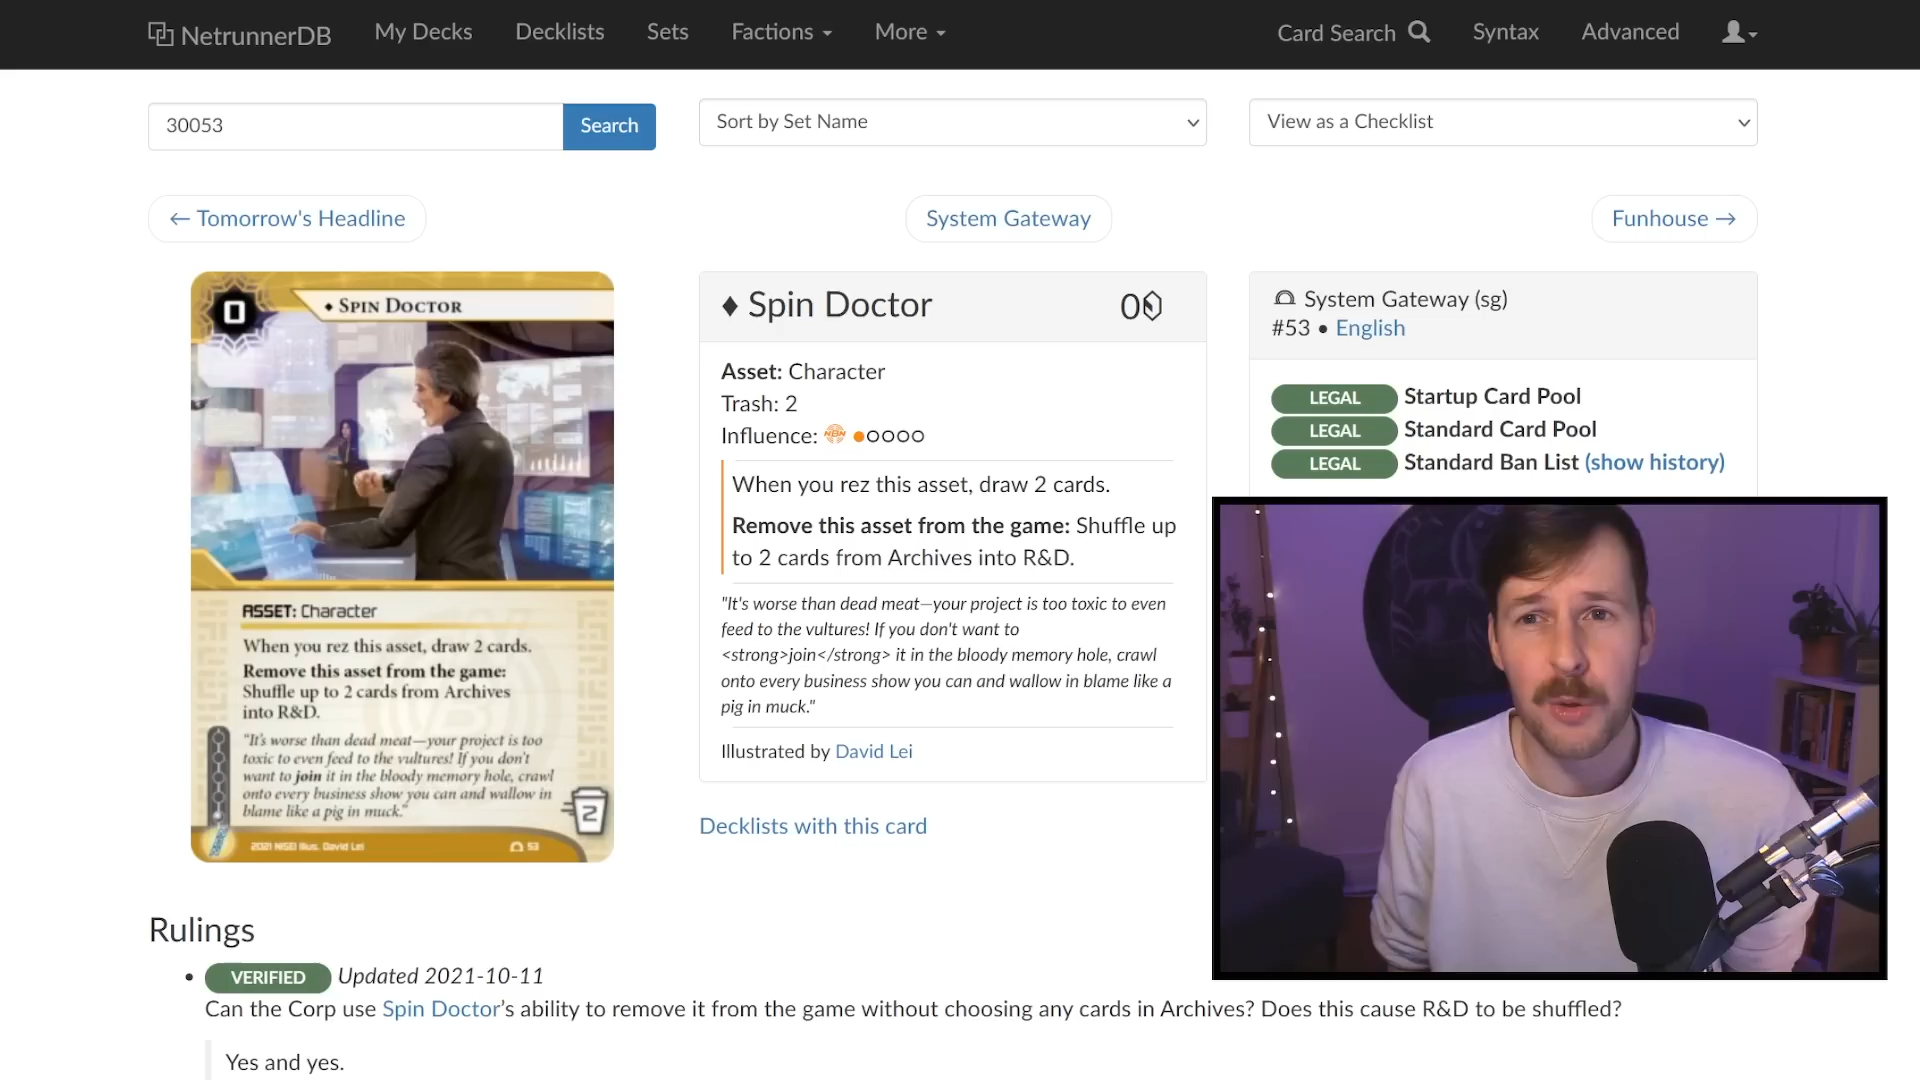 NetrunnerDB
My Decks
Decklists
Sets
Factions
More
Card Search
Syntax
Advanced
30053
Search
Sort by Set Name
View as a Checklist
← Tomorrow's Headline
System Gateway
Funhouse →
0
♦ SPIN DOCTOR
ASSET: Character
When you rez this asset, draw 2 cards.
Remove this asset from the game:
Shuffle up to 2 cards from Archives
into R&D.
"It's worse than dead meat—your project is too
toxic to even feed to the vultures! If you don't
want to join it in the bloody memory hole, crawl
onto every business show you can and wallow in
blame like a pig in muck."
2
2021 NISEI Illus. David Lei
53
♦ Spin Doctor
0
Asset: Character
Trash: 2
Influence: NBN
When you rez this asset, draw 2 cards.
Remove this asset from the game: Shuffle up
to 2 cards from Archives into R&D.
"It's worse than dead meat—your project is too toxic to even
feed to the vultures! If you don't want to
<strong>join</strong> it in the bloody memory hole, crawl
onto every business show you can and wallow in blame like a
pig in muck."
Illustrated by David Lei
Decklists with this card
System Gateway (sg)
#53 • English
LEGAL Startup Card Pool
LEGAL Standard Card Pool
LEGAL Standard Ban List (show history)
Rulings
• VERIFIED Updated 2021-10-11
Can the Corp use Spin Doctor's ability to remove it from the game without choosing any cards in Archives? Does this cause R&D to be shuffled?
Yes and yes.